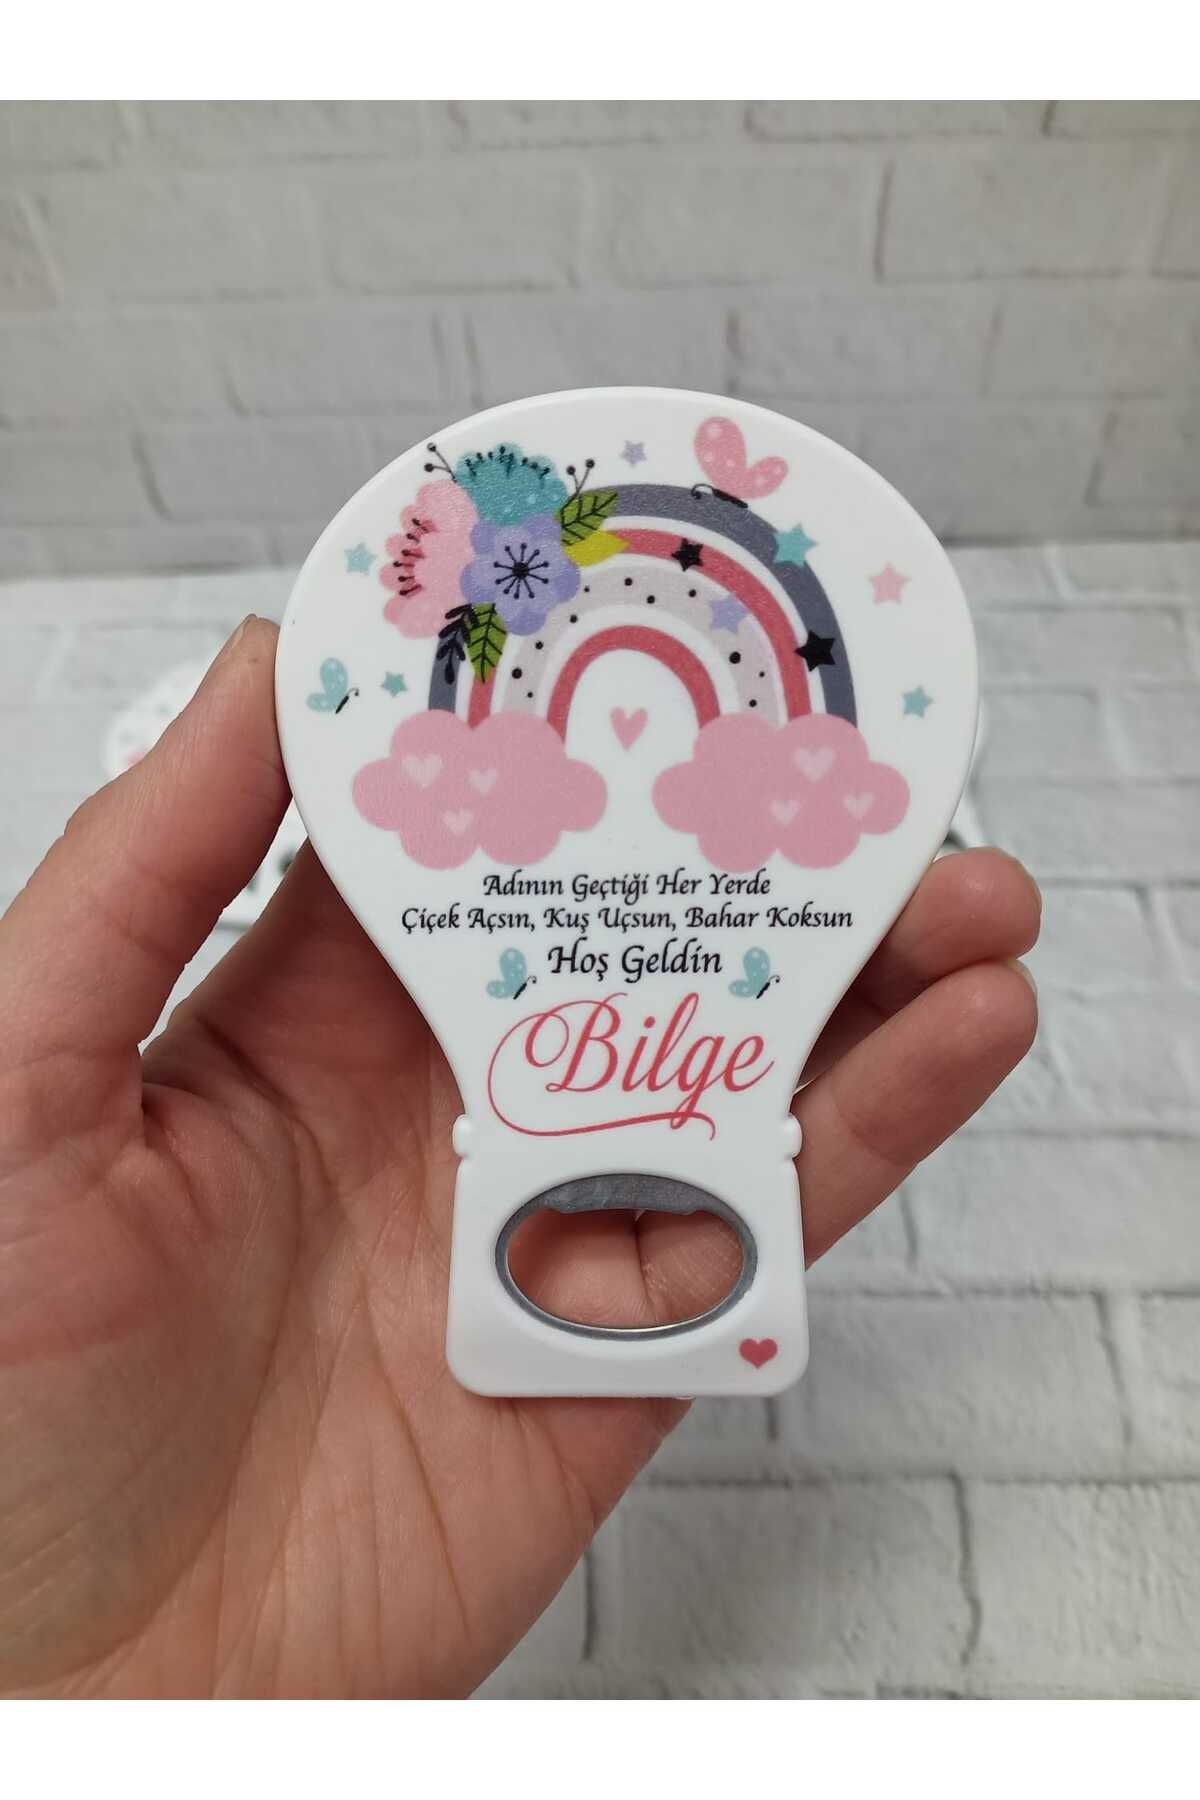 Adının Geçtiği Her Yerde
Çiçek Açsın, Kuş Uçsun, Bahar Koksun
Hoş Geldin
Bilge